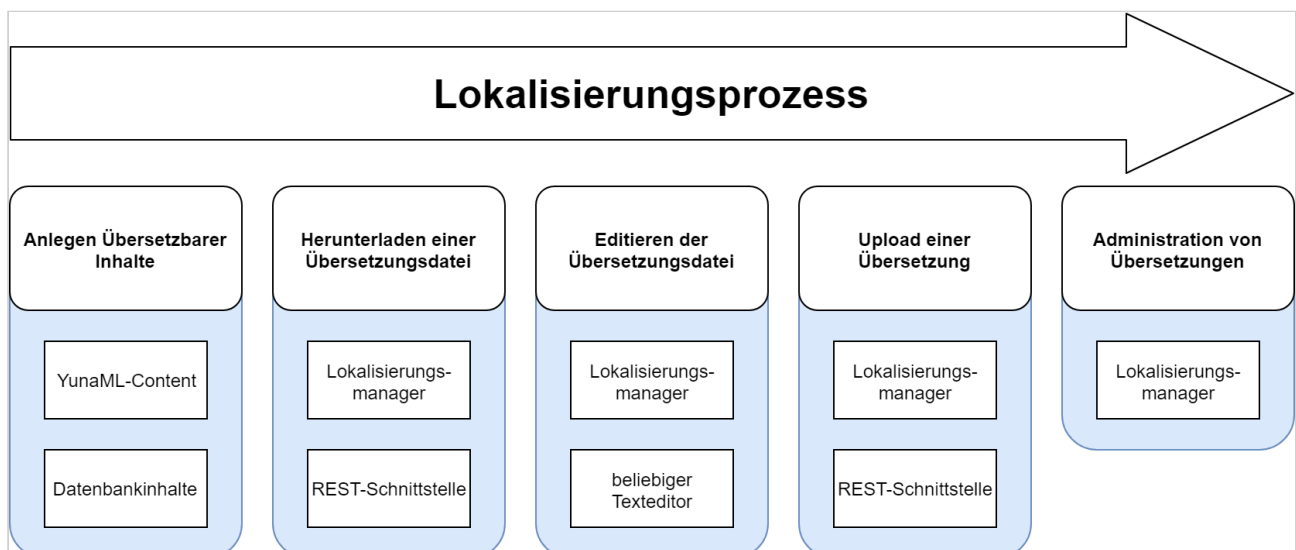 Lokalisierungsprozess
Anlegen Übersetzbarer
Inhalte
YunaML-Content
Datenbankinhalte
Herunterladen einer
Übersetzungsdatei
Lokalisierungs-
manager
REST-Schnittstelle
Editieren der
Übersetzungsdatei
Lokalisierungs-
manager
beliebiger
Texteditor
Upload einer
Übersetzung
Lokalisierungs-
manager
REST-Schnittstelle
Administration von
Übersetzungen
Lokalisierungs-
manager